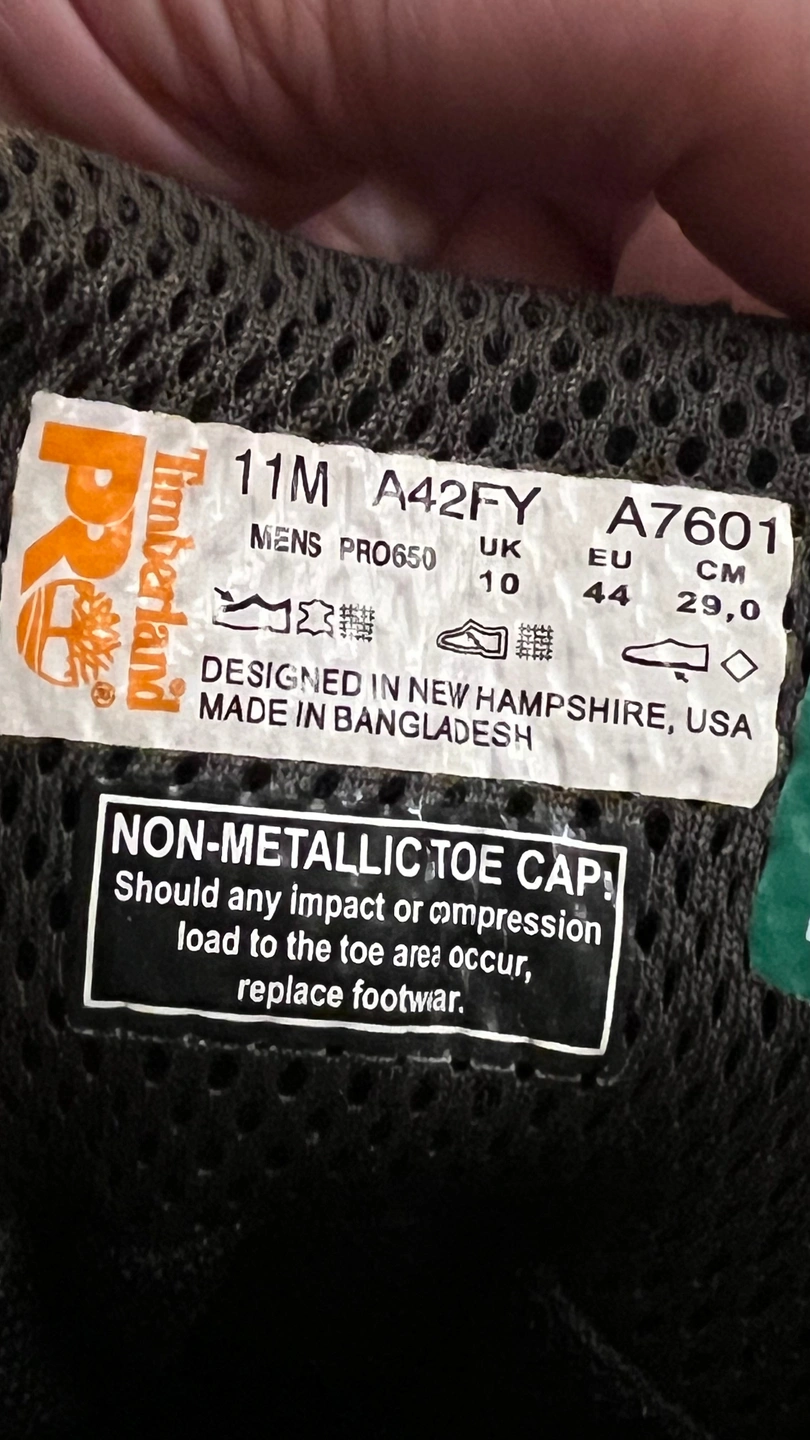 Timberland
PRO
11M A42FY A7601
MENS PRO650 UK 10 EU 44 CM 29,0
DESIGNED IN NEW HAMPSHIRE, USA
MADE IN BANGLADESH
NON-METALLIC TOE CAP:
Should any impact or compression
load to the toe area occur,
replace footwear.